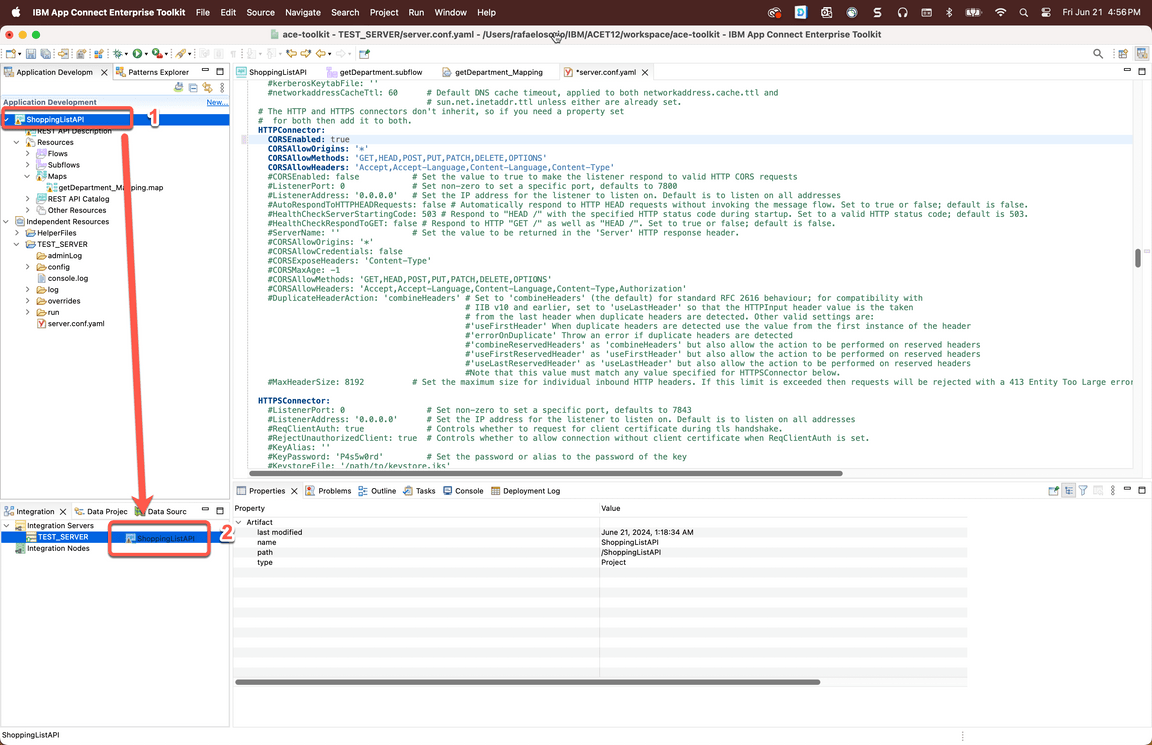 IBM App Connect Enterprise Toolkit File Edit Source Navigate Search Project Run Window Help Fri Jun 21 4:56 PM
ace-toolkit - TEST_SERVER/server.conf.yaml - /Users/rafaelosorio/IBM/ACET12/workspace/ace-toolkit - IBM App Connect Enterprise Toolkit
Application Developm Patterns Explorer
Application Development New...
ShoppingListAPI 1
REST API Description
Resources
Flows
Subflows
Maps
getDepartment_Mapping.map
REST API Catalog
Other Resources
Independent Resources
HelperFiles
TEST_SERVER
adminLog
config
console.log
log
overrides
run
server.conf.yaml
Integration Data Projec Data Sourc
Integration Servers
TEST_SERVER ShoppingListAPI 2
Integration Nodes
ShoppingListAPI getDepartment.subflow getDepartment_Mapping *server.conf.yaml
#kerberosKeytabFile: ''
#networkaddressCacheTtl: 60 # Default DNS cache timeout, applied to both networkaddress.cache.ttl and
# sun.net.inetaddr.ttl unless either are already set.
# The HTTP and HTTPS connectors don't inherit, so if you need a property set
# for both then add it to both.
HTTPConnector:
CORSEnabled: true
CORSAllowOrigins: '*'
CORSAllowMethods: 'GET,HEAD,POST,PUT,PATCH,DELETE,OPTIONS'
CORSAllowHeaders: 'Accept,Accept-Language,Content-Language,Content-Type'
#CORSEnabled: false # Set the value to true to make the listener respond to valid HTTP CORS requests
#ListenerPort: 0 # Set non-zero to set a specific port, defaults to 7800
#ListenerAddress: '0.0.0.0' # Set the IP address for the listener to listen on. Default is to listen on all addresses
#AutoRespondToHTTPHEADRequests: false # Automatically respond to HTTP HEAD requests without invoking the message flow. Set to true or false; default is false.
#HealthCheckServerStartingCode: 503 # Respond to "HEAD /" with the specified HTTP status code during startup. Set to a valid HTTP status code; default is 503.
#HealthCheckRespondToGET: false # Respond to HTTP "GET /" as well as "HEAD /". Set to true or false; default is false.
#ServerName: '' # Set the value to be returned in the 'Server' HTTP response header.
#CORSAllowOrigins: '*'
#CORSAllowCredentials: false
#CORSExposeHeaders: 'Content-Type'
#CORSMaxAge: -1
#CORSAllowMethods: 'GET,HEAD,POST,PUT,PATCH,DELETE,OPTIONS'
#CORSAllowHeaders: 'Accept,Accept-Language,Content-Language,Content-Type,Authorization'
#DuplicateHeaderAction: 'combineHeaders' # Set to 'combineHeaders' (the default) for standard RFC 2616 behaviour; for compatibility with
# IIB v10 and earlier, set to 'useLastHeader' so that the HTTPInput header value is the taken
# from the last header when duplicate headers are detected. Other valid settings are:
#'useFirstHeader' When duplicate headers are detected use the value from the first instance of the header
#'errorOnDuplicate' Throw an error if duplicate headers are detected
#'combineReservedHeaders' as 'combineHeaders' but also allow the action to be performed on reserved headers
#'useFirstReservedHeader' as 'useFirstHeader' but also allow the action to be performed on reserved headers
#'useLastReservedHeader' as 'useLastHeader' but also allow the action to be performed on reserved headers
#Note that this value must match any value specified for HTTPSConnector below.
#MaxHeaderSize: 8192 # Set the maximum size for individual inbound HTTP headers. If this limit is exceeded then requests will be rejected with a 413 Entity Too Large error
HTTPSConnector:
#ListenerPort: 0 # Set non-zero to set a specific port, defaults to 7843
#ListenerAddress: '0.0.0.0' # Set the IP address for the listener to listen on. Default is to listen on all addresses
#ReqClientAuth: true # Controls whether to request for client certificate during tls handshake.
#RejectUnauthorizedClient: true # Controls whether to allow connection without client certificate when ReqClientAuth is set.
#KeyAlias: ''
#KeyPassword: 'P4s5w0rd' # Set the password or alias to the password of the key
#KeystoreFile: '/path/to/keystore.jks'
Properties Problems Outline Tasks Console Deployment Log
Property Value
Artifact
last modified June 21, 2024, 1:18:34 AM
name ShoppingListAPI
path /ShoppingListAPI
type Project
ShoppingListAPI